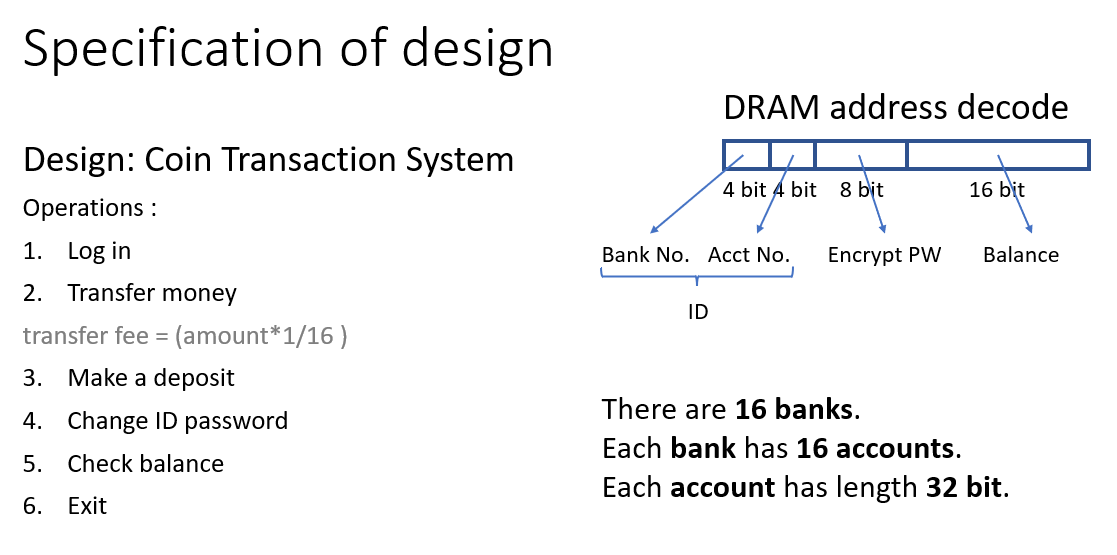 Specification of design
Design: Coin Transaction System
Operations :
1. Log in
2. Transfer money
transfer fee = (amount*1/16 )
3. Make a deposit
4. Change ID password
5. Check balance
6. Exit
DRAM address decode
4 bit 4 bit 8 bit 16 bit
Bank No. Acct No. Encrypt PW Balance
ID
There are 16 banks.
Each bank has 16 accounts.
Each account has length 32 bit.